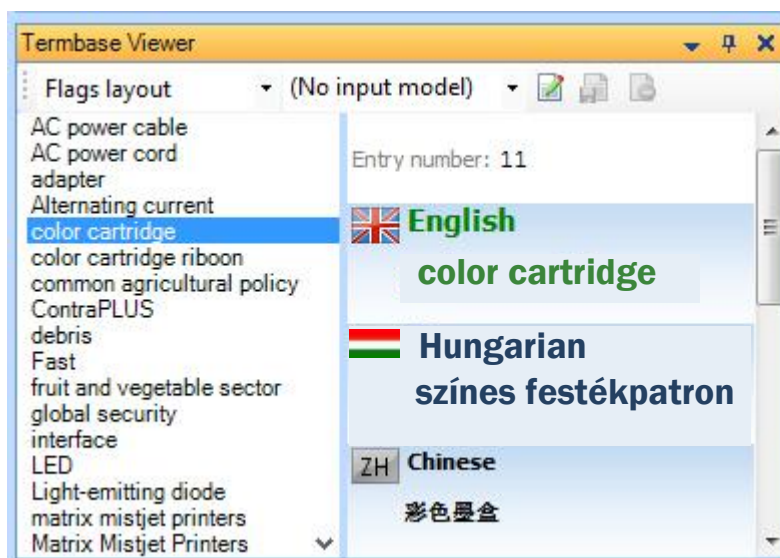 Termbase Viewer
Flags layout (No input model)
AC power cable
AC power cord
adapter
Alternating current
color cartridge
color cartridge riboon
common agricultural policy
ContraPLUS
debris
Fast
fruit and vegetable sector
global security
interface
LED
Light-emitting diode
matrix mistjet printers
Matrix Mistjet Printers
Entry number: 11
English
color cartridge
Hungarian
színes festékpatron
ZH Chinese
彩色墨盒